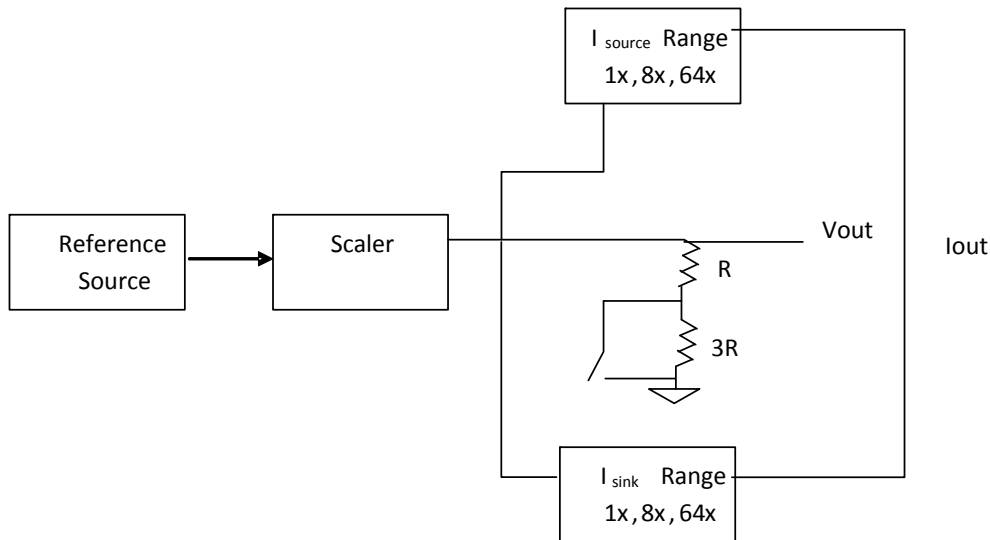 I source Range
1x, 8x, 64x
Reference
Source
Scaler
Vout
Iout
R
3R
I sink Range
1x, 8x, 64x